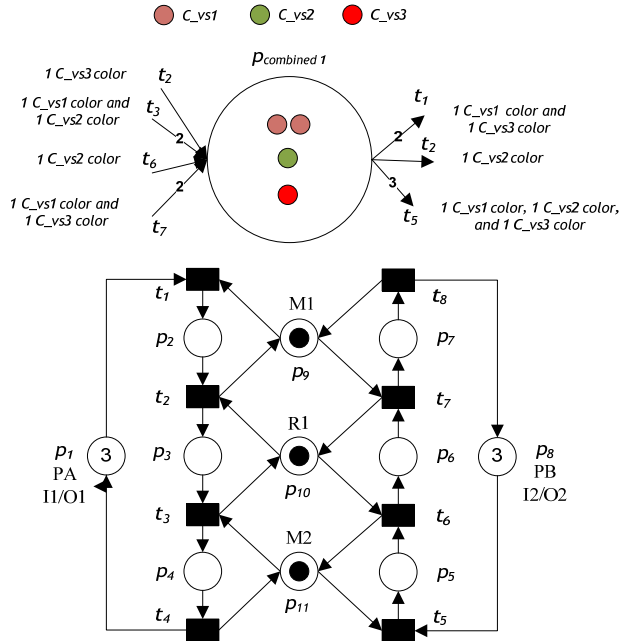 C_vs1 C_vs2 C_vs3
pcombined 1
1 C_vs3 color t2
1 C_vs1 color and
1 C_vs2 color
t3
2
1 C_vs2 color t6
2
1 C_vs1 color and
1 C_vs3 color
t7
t1
1 C_vs1 color and
1 C_vs3 color
2
t2 1 C_vs2 color
3
t5
1 C_vs1 color, 1 C_vs2 color,
and 1 C_vs3 color
t1 t8
M1
p2 p9 p7
t2 t7
R1
p1 3 p3 p10 p6 3 p8
PA PB
I1/O1 I2/O2
t3 t6
M2
p4 p11 p5
t4 t5